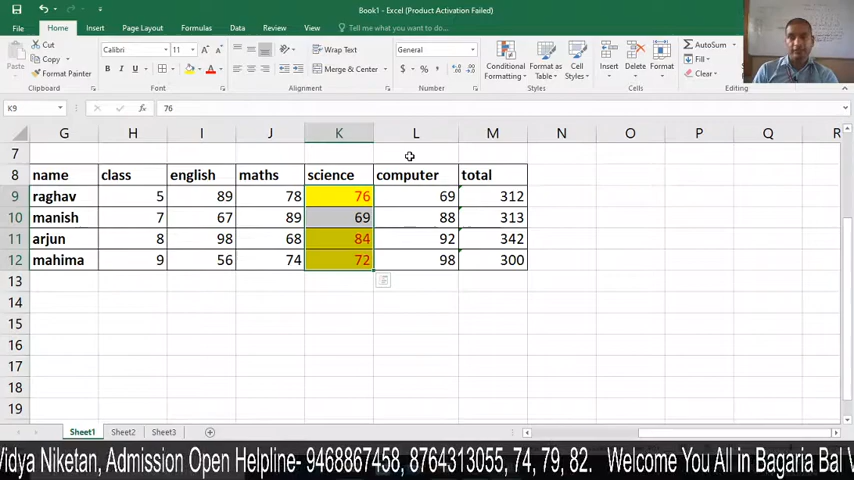 Book1 - Excel (Product Activation Failed)
File Home Insert Page Layout Formulas Data Review View Tell me what you want to do...
Cut
Copy
Format Painter
Paste
Clipboard
Calibri 11
B I U
Font
Wrap Text
Merge & Center
Alignment
General
$ % ,
Number
Conditional Formatting
Format as Table
Cell Styles
Styles
Insert Delete Format
Cells
AutoSum
Fill
Clear
Editing
K9 fx 76
G H I J K L M N O P Q R
7
8 name class english maths science computer total
9 raghav 5 89 78 76 69 312
10 manish 7 67 89 69 88 313
11 arjun 8 98 68 84 92 342
12 mahima 9 56 74 72 98 300
13
14
15
16
17
18
19
Sheet1 Sheet2 Sheet3
Vidya Niketan, Admission Open Helpline- 9468867458, 8764313055, 74, 79, 82. Welcome You All in Bagaria Bal V